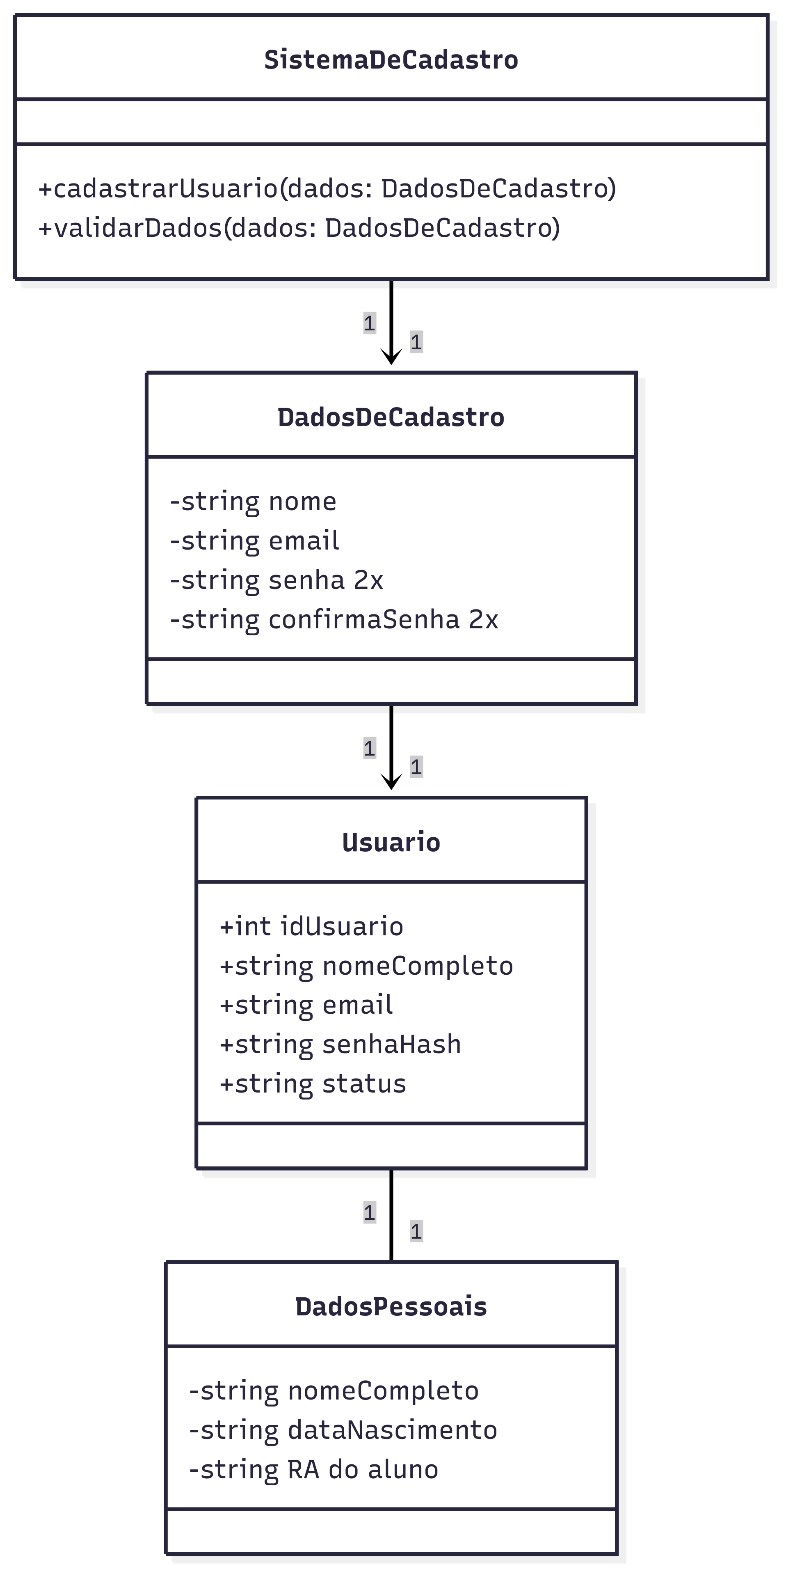 SistemaDeCadastro
+cadastrarUsuario(dados: DadosDeCadastro)
+validarDados(dados: DadosDeCadastro)
1
1
DadosDeCadastro
-string nome
-string email
-string senha 2x
-string confirmaSenha 2x
1
1
Usuario
+int idUsuario
+string nomeCompleto
+string email
+string senhaHash
+string status
1
1
DadosPessoais
-string nomeCompleto
-string dataNascimento
-string RA do aluno